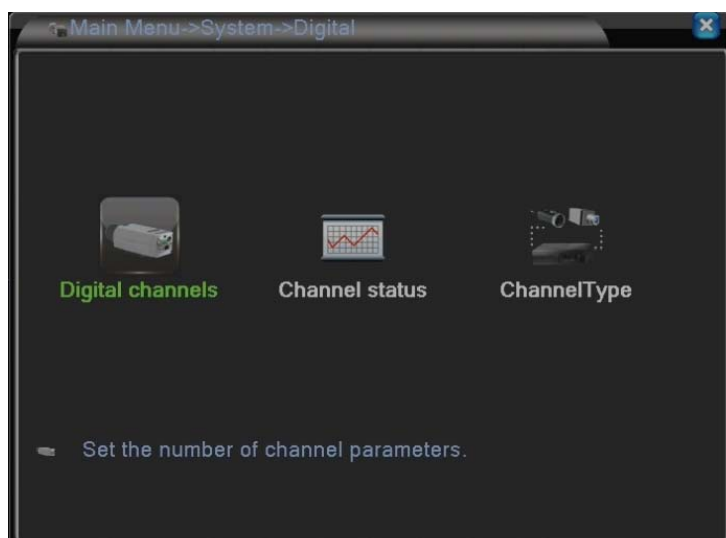 Main Menu->System->Digital
Digital channels
Channel status
ChannelType
Set the number of channel parameters.